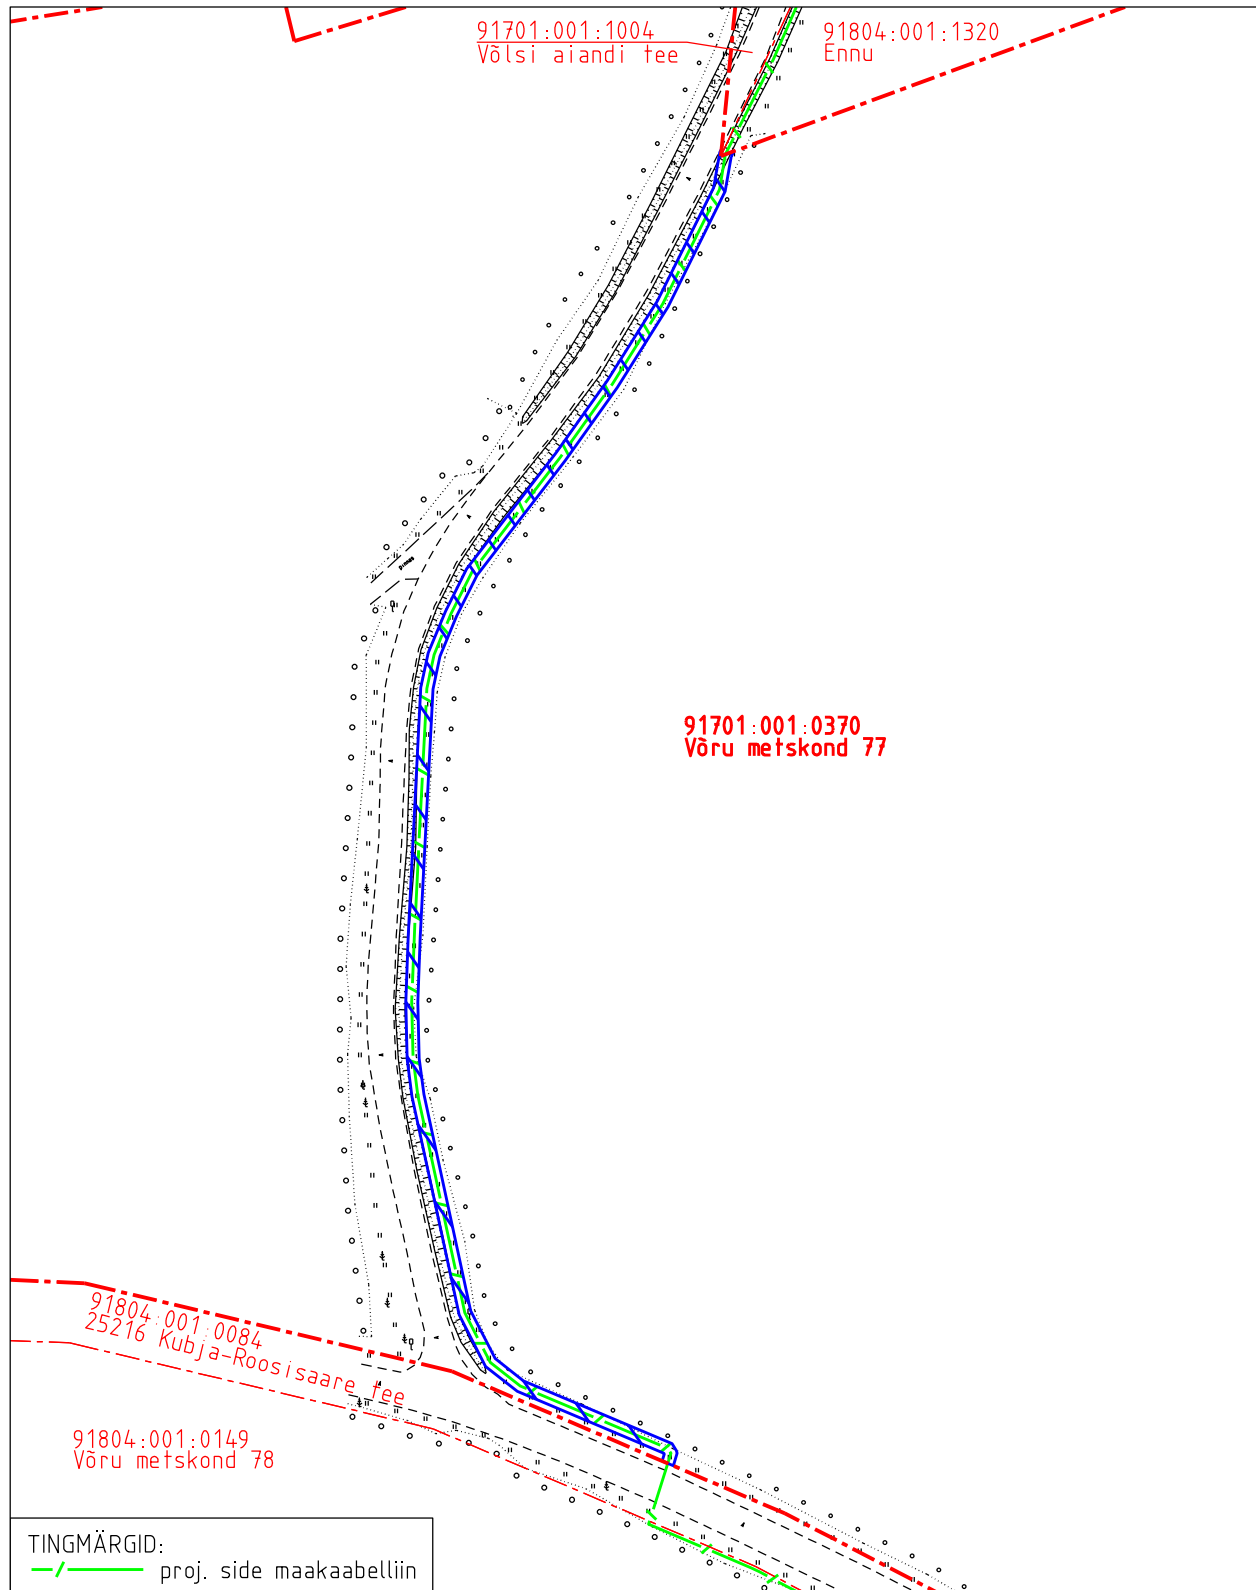 91701:001:1004
Võlsi aiandi tee
91804:001:1320
Ennu
91701:001:0370
Võru metskond 77
91804:001:0084
25216 Kubja-Roosisaare tee
91804:001:0149
Võru metskond 78
TINGMÄRGID:
proj. side maakaabelliin